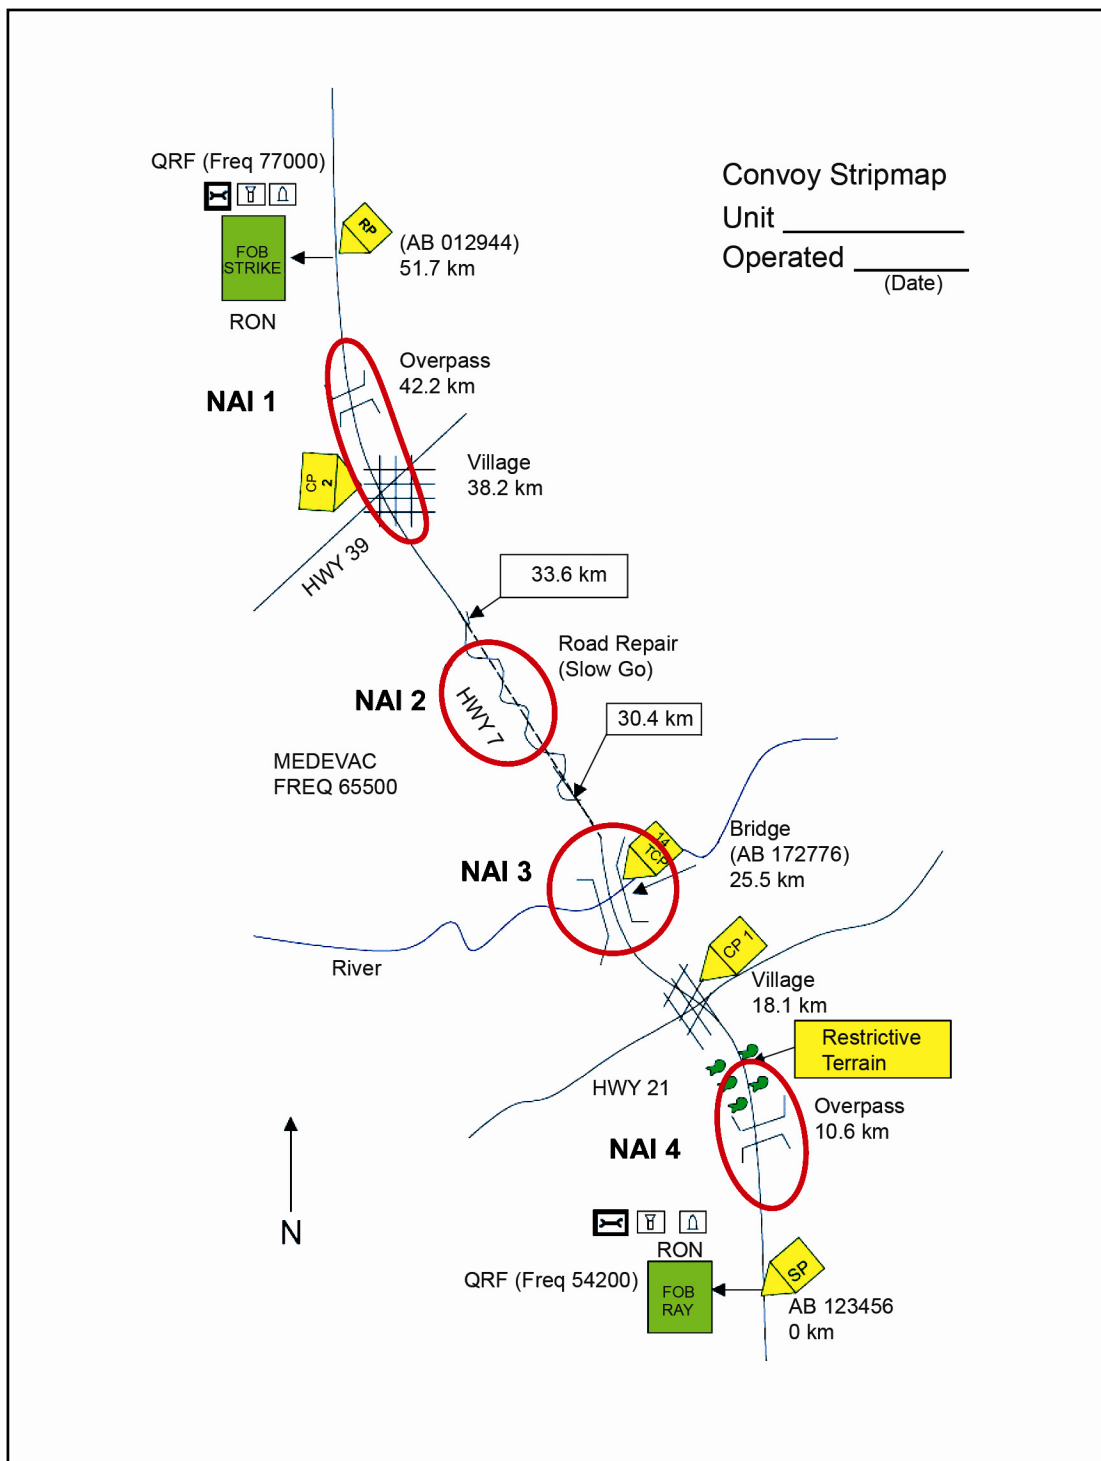 QRF (Freq 77000)
Convoy Stripmap
Unit ____________
Operated ________
(Date)
RP
(AB 012944)
51.7 km
FOB
STRIKE
RON
Overpass
42.2 km
NAI 1
Village
38.2 km
CP
2
HWY 39
33.6 km
Road Repair
(Slow Go)
NAI 2
HWY 7
30.4 km
MEDEVAC
FREQ 65500
14
TCP
Bridge
(AB 172776)
25.5 km
NAI 3
River
CP 1
Village
18.1 km
Restrictive
Terrain
HWY 21
Overpass
10.6 km
NAI 4
N
RON
QRF (Freq 54200)
FOB
RAY
SP
AB 123456
0 km